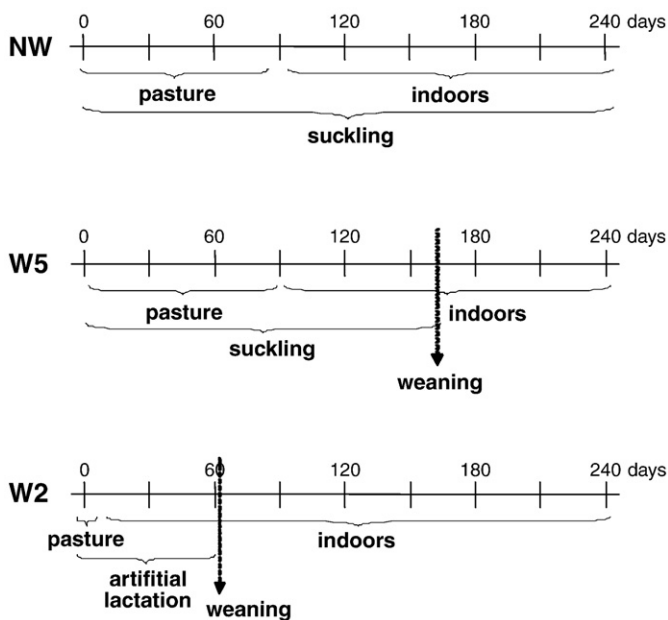 0 60 120 180 240 days
NW
pasture indoors
suckling
0 60 120 180 240 days
W5
pasture indoors
suckling
weaning
0 60 120 180 240 days
W2
pasture indoors
artifitial
lactation
weaning